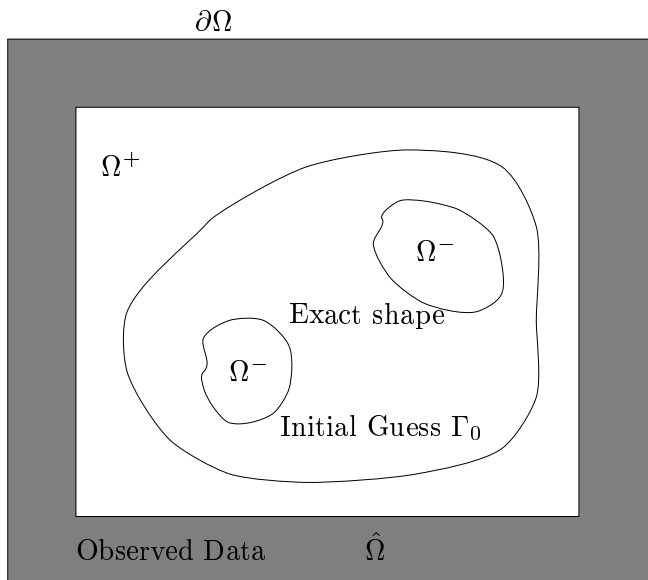 ∂Ω
Ω⁺
Ω⁻
Exact shape
Ω⁻
Initial Guess Γ₀
Observed Data Ω̂